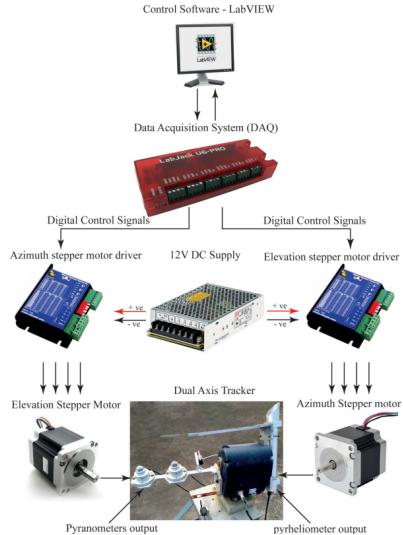 Control Software - LabVIEW
LabVIEW
Data Acquisition System (DAQ)
LabJack U6-PRO
Digital Control Signals
Digital Control Signals
Azimuth stepper motor driver
12V DC Supply
Elevation stepper motor driver
+ ve
- ve
+ ve
- ve
Dual Axis Tracker
Elevation Stepper Motor
Azimuth Stepper motor
Pyranometers output
pyrheliometer output